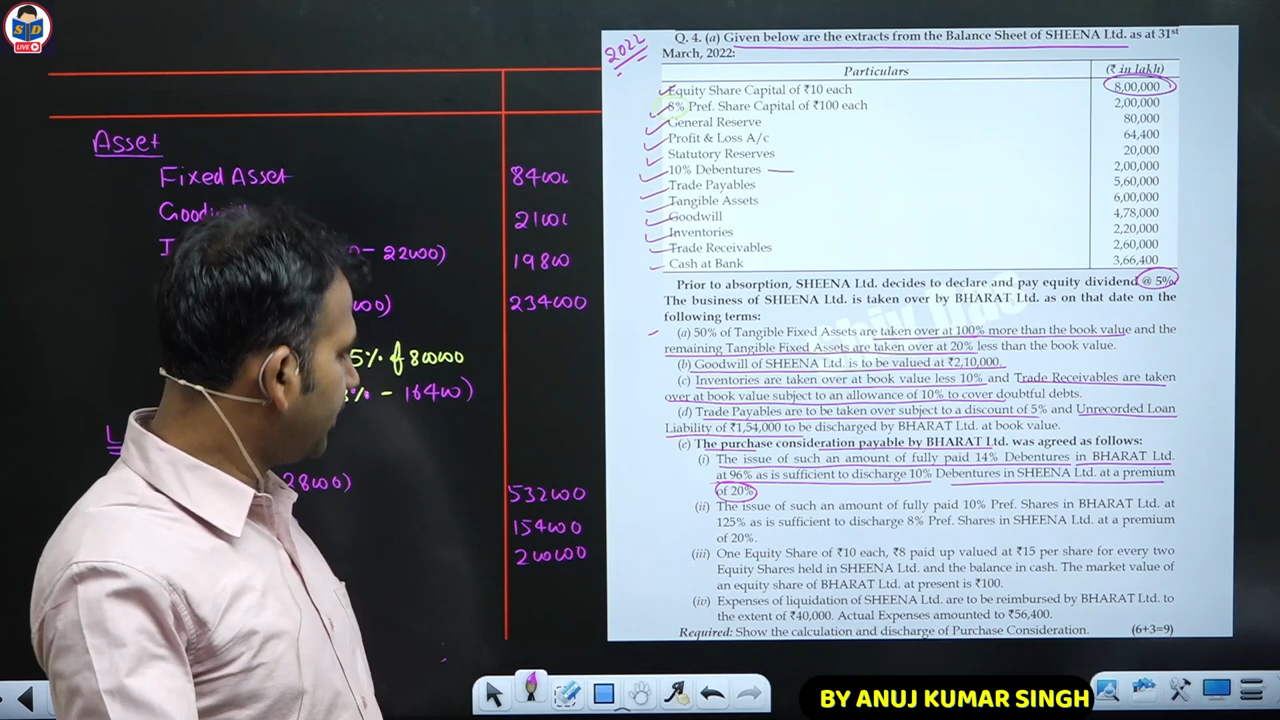 SD
LIVE
2022
Q. 4. (a) Given below are the extracts from the Balance Sheet of SHEENA Ltd. as at 31st
March, 2022:
Particulars (₹ in lakh)
Equity Share Capital of ₹10 each 8,00,000
8% Pref. Share Capital of ₹100 each 2,00,000
General Reserve 80,000
Profit & Loss A/c 64,400
Statutory Reserves 20,000
10% Debentures 2,00,000
Trade Payables 5,60,000
Tangible Assets 6,00,000
Goodwill 4,78,000
Inventories 2,20,000
Trade Receivables 2,60,000
Cash at Bank 3,66,400
Prior to absorption, SHEENA Ltd. decides to declare and pay equity dividend @ 5%.
The business of SHEENA Ltd. is taken over by BHARAT Ltd. as on that date on the
following terms:
(a) 50% of Tangible Fixed Assets are taken over at 100% more than the book value and the
remaining Tangible Fixed Assets are taken over at 20% less than the book value.
(b) Goodwill of SHEENA Ltd. is to be valued at ₹2,10,000.
(c) Inventories are taken over at book value less 10% and Trade Receivables are taken
over at book value subject to an allowance of 10% to cover doubtful debts.
(d) Trade Payables are to be taken over subject to a discount of 5% and Unrecorded Loan
Liability of ₹1,54,000 to be discharged by BHARAT Ltd. at book value.
(e) The purchase consideration payable by BHARAT Ltd. was agreed as follows:
(i) The issue of such an amount of fully paid 14% Debentures in BHARAT Ltd.
at 96% as is sufficient to discharge 10% Debentures in SHEENA Ltd. at a premium
of 20%
(ii) The issue of such an amount of fully paid 10% Pref. Shares in BHARAT Ltd. at
125% as is sufficient to discharge 8% Pref. Shares in SHEENA Ltd. at a premium
of 20%.
(iii) One Equity Share of ₹10 each, ₹8 paid up valued at ₹15 per share for every two
Equity Shares held in SHEENA Ltd. and the balance in cash. The market value of
an equity share of BHARAT Ltd. at present is ₹100.
(iv) Expenses of liquidation of SHEENA Ltd. are to be reimbursed by BHARAT Ltd. to
the extent of ₹40,000. Actual Expenses amounted to ₹56,400.
Required: Show the calculation and discharge of Purchase Consideration. (6+3=9)
Asset
Fixed Asset 840000
210000
- 22000) 198000
234000
5% of 800000
- 16400)
28000)
532000
154000
200000
BY ANUJ KUMAR SINGH